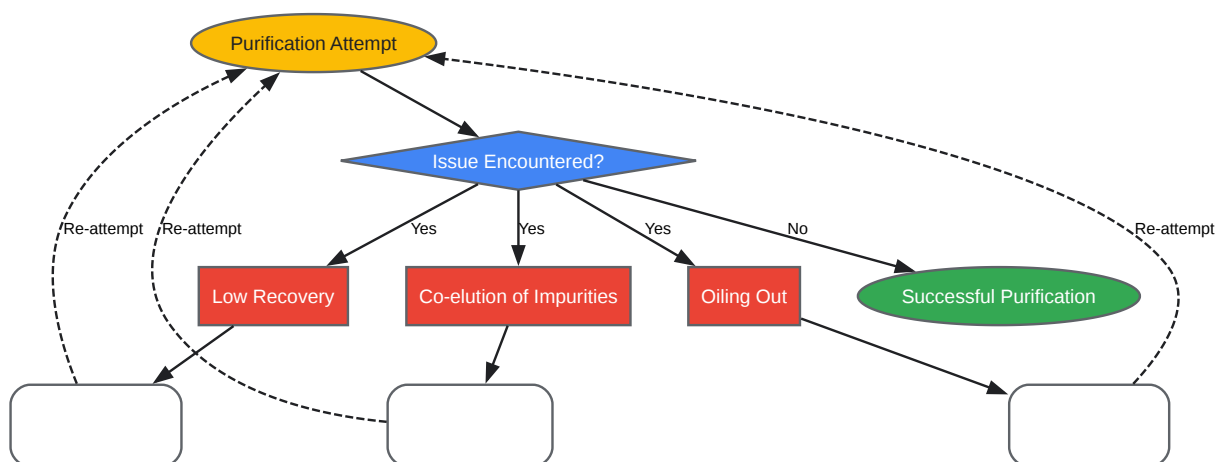 Purification Attempt
Issue Encountered?
Re-attempt
Re-attempt
Yes
Yes
Yes
No
Re-attempt
Low Recovery
Co-elution of Impurities
Oiling Out
Successful Purification